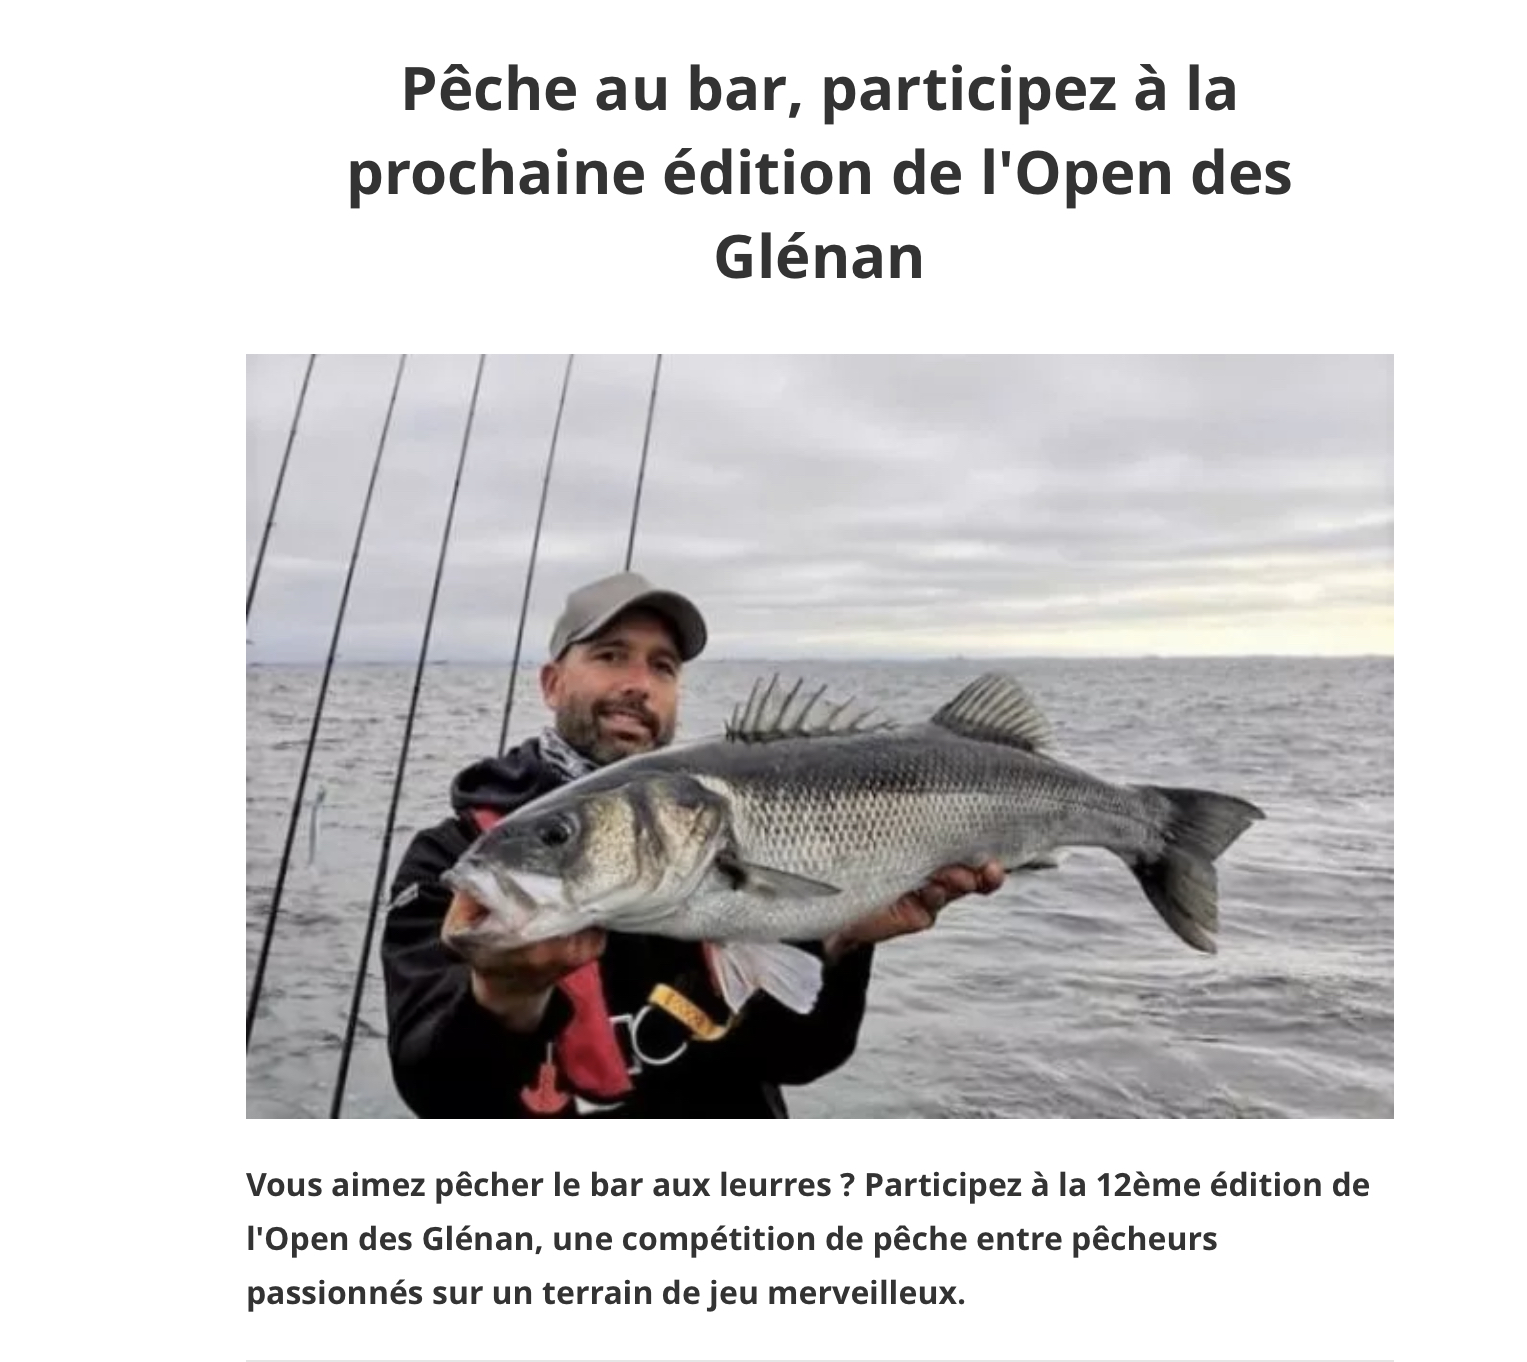 Pêche au bar, participez à la
prochaine édition de l'Open des
Glénan
Vous aimez pêcher le bar aux leurres ? Participez à la 12ème édition de
l'Open des Glénan, une compétition de pêche entre pêcheurs
passionnés sur un terrain de jeu merveilleux.